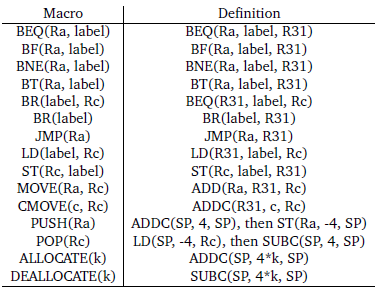 Macro Definition
BEQ(Ra, label) BEQ(Ra, label, R31)
BF(Ra, label) BF(Ra, label, R31)
BNE(Ra, label) BNE(Ra, label, R31)
BT(Ra, label) BT(Ra, label, R31)
BR(label, Rc) BEQ(R31, label, Rc)
BR(label) BR(label, R31)
JMP(Ra) JMP(Ra, R31)
LD(label, Rc) LD(R31, label, Rc)
ST(Rc, label) ST(Rc, label, R31)
MOVE(Ra, Rc) ADD(Ra, R31, Rc)
CMOVE(c, Rc) ADDC(R31, c, Rc)
PUSH(Ra) ADDC(SP, 4, SP), then ST(Ra, -4, SP)
POP(Rc) LD(SP, -4, Rc), then SUBC(SP, 4, SP)
ALLOCATE(k) ADDC(SP, 4*k, SP)
DEALLOCATE(k) SUBC(SP, 4*k, SP)